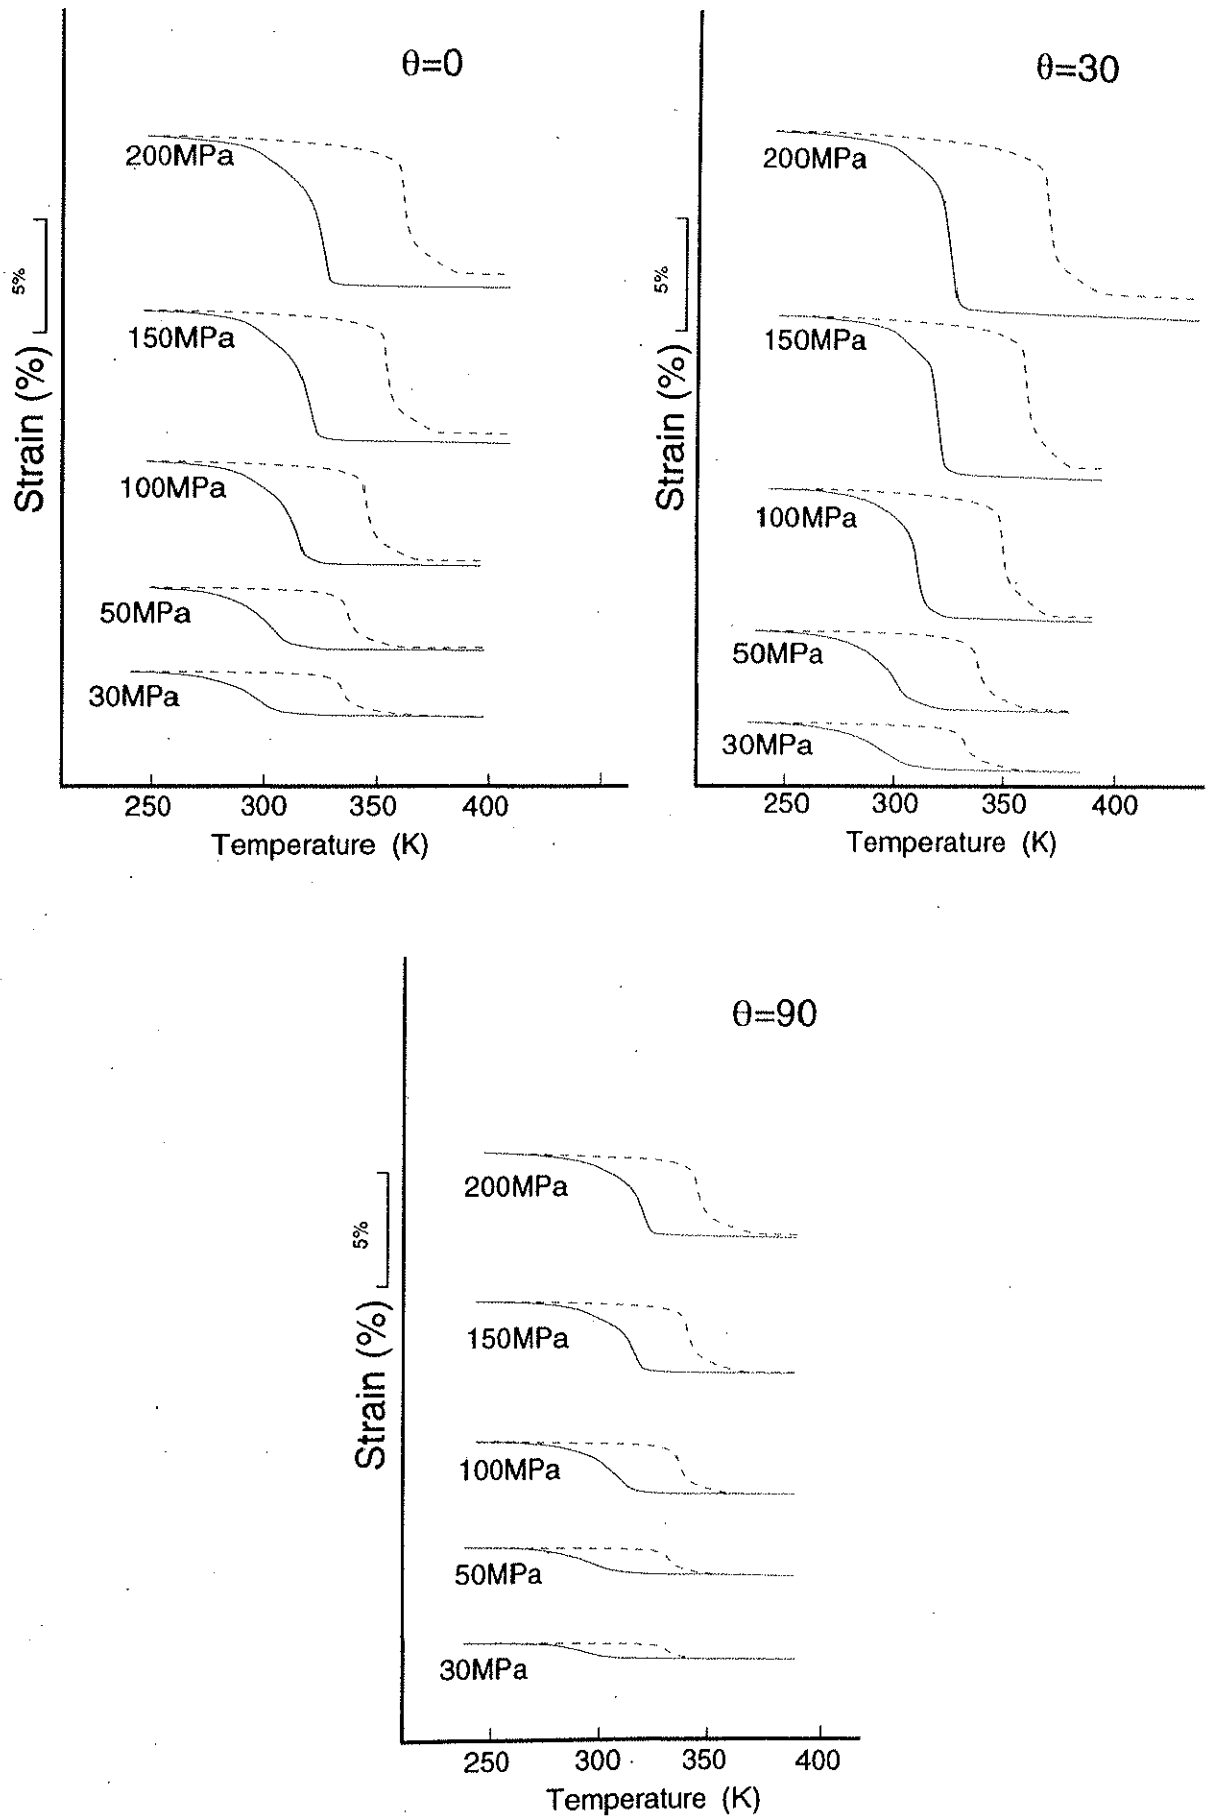 θ=0
200MPa
150MPa
100MPa
50MPa
30MPa
5%
Strain (%)
250 300 350 400
Temperature (K)
θ=30
200MPa
150MPa
100MPa
50MPa
30MPa
5%
Strain (%)
250 300 350 400
Temperature (K)
θ=90
200MPa
150MPa
100MPa
50MPa
30MPa
5%
Strain (%)
250 300 350 400
Temperature (K)